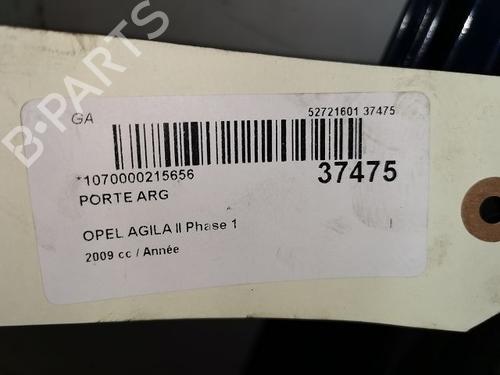 GA
52721601 37475
*1070000215656
37475
PORTE ARG
OPEL AGILA II Phase 1
2009 cc / Année
B-PARTS